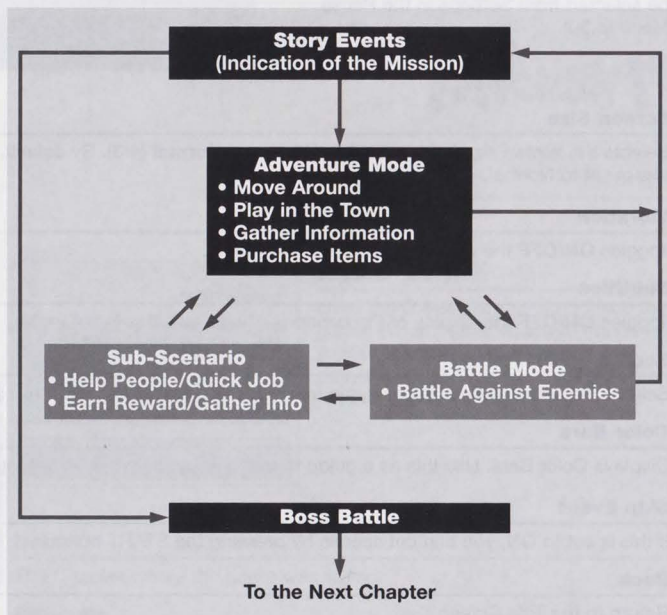 Story Events
(Indication of the Mission)
Adventure Mode
• Move Around
• Play in the Town
• Gather Information
• Purchase Items
Sub-Scenario
• Help People/Quick Job
• Earn Reward/Gather Info
Battle Mode
• Battle Against Enemies
Boss Battle
To the Next Chapter